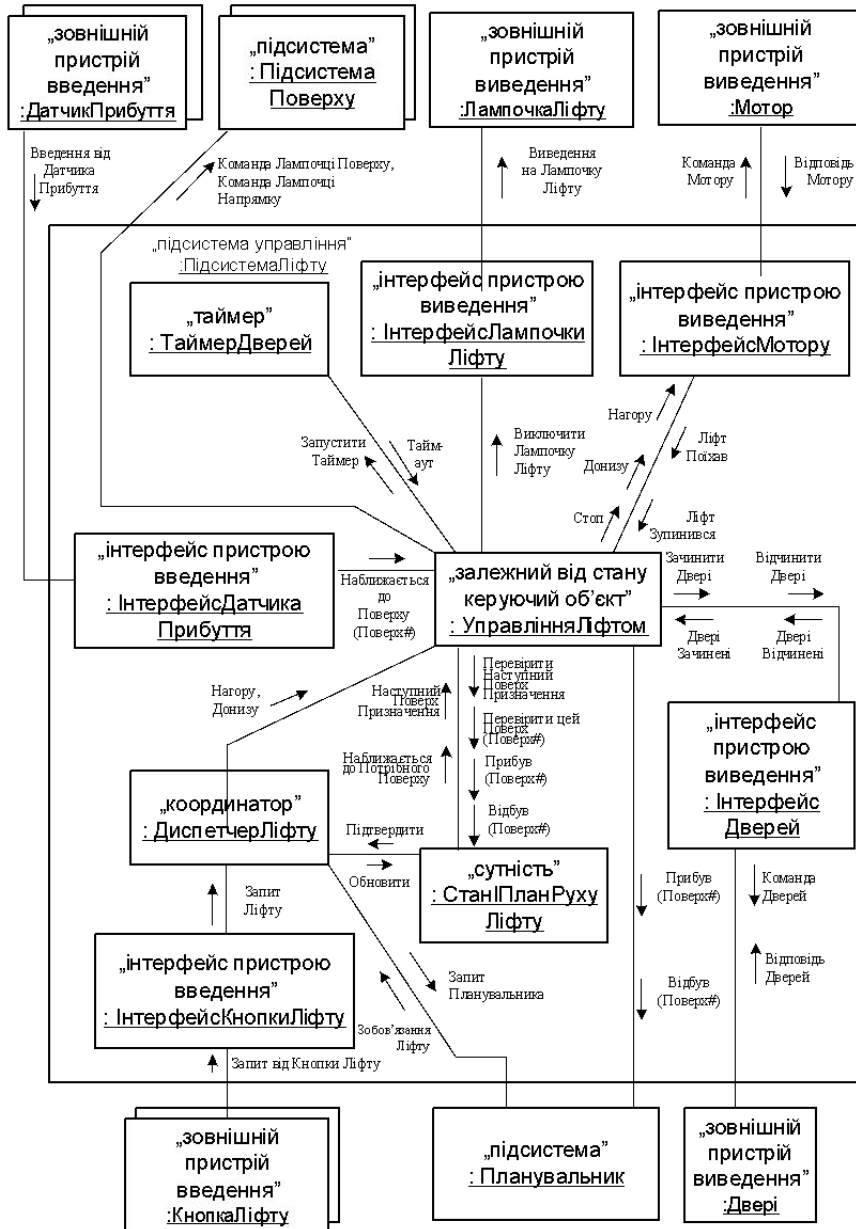 „зовнішній
пристрій
введення”
:ДатчикПрибуття
„підсистема”
: Підсистема
Поверху
„зовнішній
пристрій
виведення”
:ЛампочкаЛіфту
„зовнішній
пристрій
виведення”
:Мотор
Введення від
Датчика
Прибуття
Команда Лампочці Поверху,
Команда Лампочці
Напрямку
Виведення
на Лампочку
Ліфту
Команда
Мотору
Відповідь
Мотору
„підсистема управління”
:ПідсистемаЛіфту
„таймер”
: ТаймерДверей
„інтерфейс пристрою
виведення”
: ІнтерфейсЛампочки
Ліфту
„інтерфейс пристрою
виведення”
: ІнтерфейсМотору
Запустити
Таймер
Тайм-
аут
Виключити
Лампочку
Ліфту
Нагору
Донизу
Стоп
Ліфт
Поїхав
Ліфт
Зупинився
„інтерфейс пристрою
введення”
: ІнтерфейсДатчика
Прибуття
Наближається
до
Поверху
(Поверх#)
„залежний від стану
керуючий об’єкт”
: УправлінняЛіфтом
Зачинити
Двері
Відчинити
Двері
Двері
Зачинені
Двері
Відчинені
Нагору,
Донизу
Наступний
Поверх
Призначення
Перевірити
Наступний
Поверх
Призначення
Наближається
до Потрібного
Поверху
Перевірити цей
Поверх
(Поверх#)
Прибув
(Поверх#)
Відбув
(Поверх#)
„інтерфейс
пристрою
виведення”
: Інтерфейс
Дверей
„координатор”
: ДиспетчерЛіфту
Підтвердити
Обновити
„сутність”
: СтанІПланРуху
Ліфту
Запит
Ліфту
Прибув
(Поверх#)
Команда
Дверей
„інтерфейс пристрою
введення”
: ІнтерфейсКнопкиЛіфту
Запит
Планувальника
Зобов’язання
Ліфту
Відбув
(Поверх#)
Відповідь
Дверей
Запит від Кнопки Ліфту
„зовнішній
пристрій
введення”
:КнопкаЛіфту
„підсистема”
: Планувальник
„зовнішній
пристрій
виведення”
:Двері